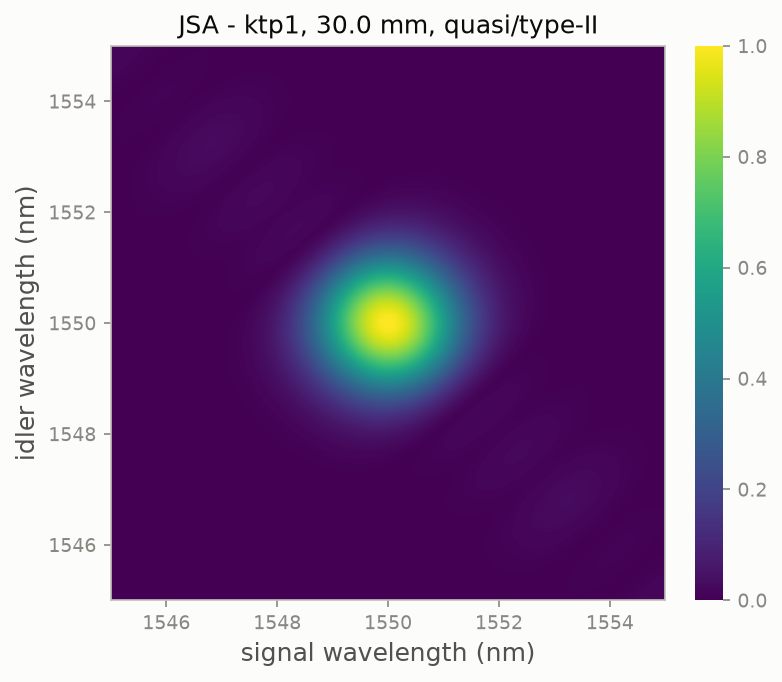 JSA - ktp1, 30.0 mm, quasi/type-II
1.0
0.8
0.6
0.4
0.2
0.0
idler wavelength (nm)
1554
1552
1550
1548
1546
1546 1548 1550 1552 1554
signal wavelength (nm)